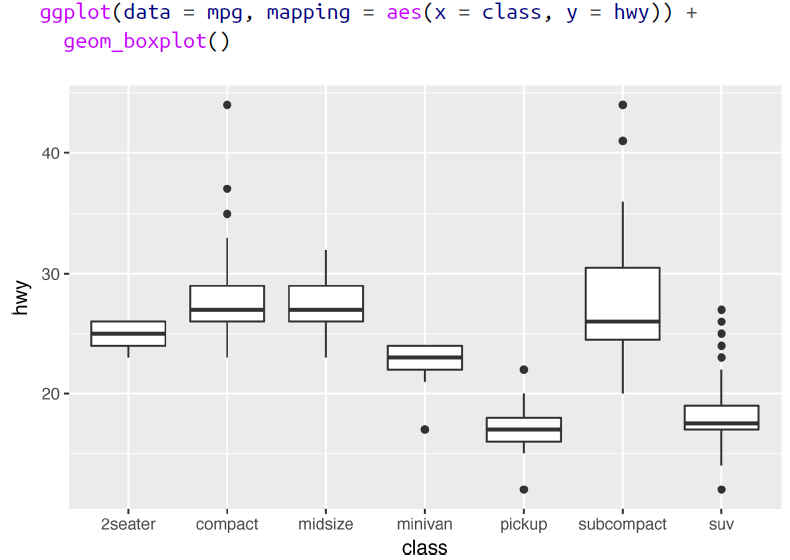 ggplot(data = mpg, mapping = aes(x = class, y = hwy)) +
  geom_boxplot()
40
30
20
hwy
2seater compact midsize minivan pickup subcompact suv
class